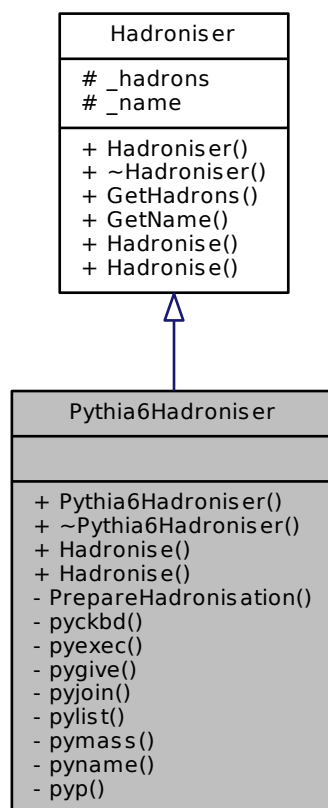 Hadroniser
# _hadrons
# _name
+ Hadroniser()
+ ~Hadroniser()
+ GetHadrons()
+ GetName()
+ Hadronise()
+ Hadronise()
Pythia6Hadroniser
+ Pythia6Hadroniser()
+ ~Pythia6Hadroniser()
+ Hadronise()
+ Hadronise()
- PrepareHadronisation()
- pyckbd()
- pyexec()
- pygive()
- pyjoin()
- pylist()
- pymass()
- pyname()
- pyp()